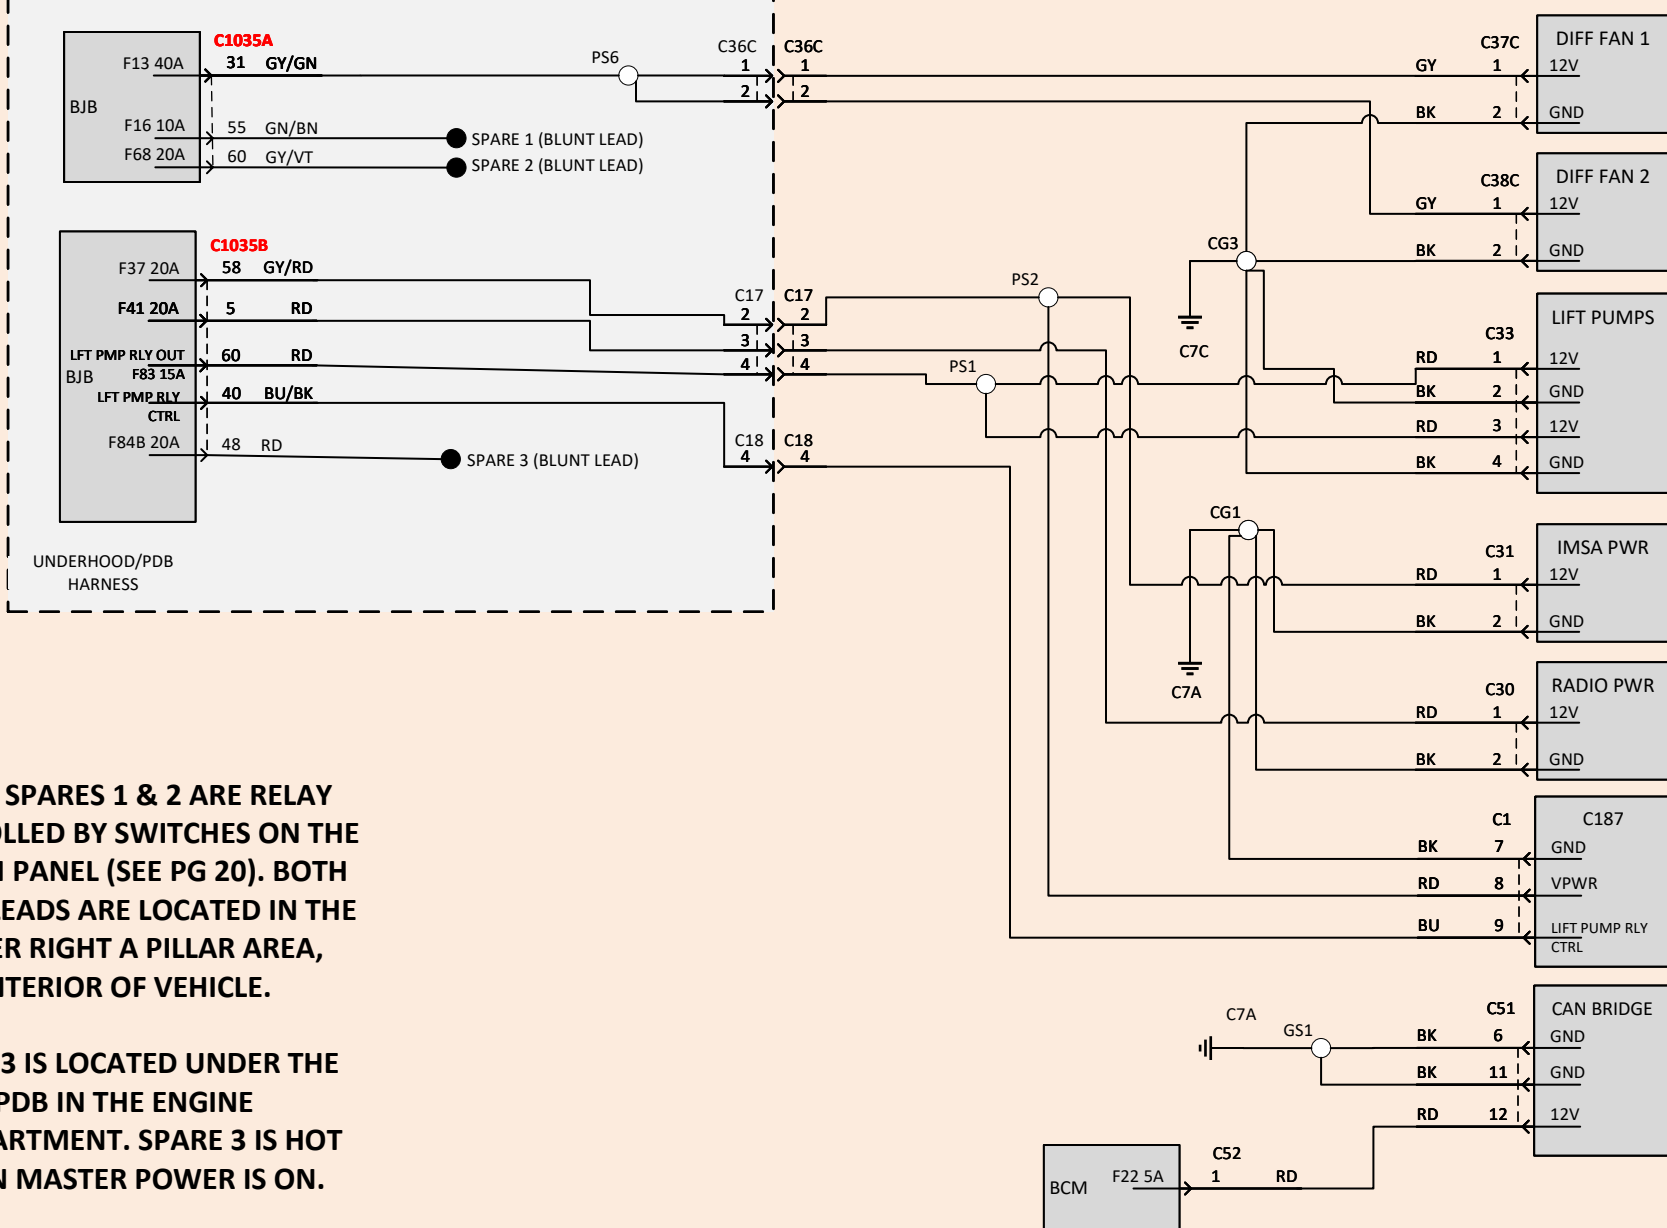 C1035A
F13 40A 31 GY/GN
BJB
F16 10A 55 GN/BN SPARE 1 (BLUNT LEAD)
F68 20A 60 GY/VT SPARE 2 (BLUNT LEAD)
PS6
C36C C36C
1 1
2 2
C1035B
F37 20A 58 GY/RD
F41 20A 5 RD
LFT PMP RLY OUT 60 RD
BJB F83 15A
LFT PMP RLY 40 BU/BK
CTRL
F84B 20A 48 RD SPARE 3 (BLUNT LEAD)
C17 C17
2 2
3 3
4 4
C18 C18
4 4
UNDERHOOD/PDB
HARNESS
PS2
PS1
CG3
C7C
CG1
C7A
C37C DIFF FAN 1
GY 1 12V
BK 2 GND
C38C DIFF FAN 2
GY 1 12V
BK 2 GND
C33 LIFT PUMPS
RD 1 12V
BK 2 GND
RD 3 12V
BK 4 GND
C31 IMSA PWR
RD 1 12V
BK 2 GND
C30 RADIO PWR
RD 1 12V
BK 2 GND
C1 C187
BK 7 GND
RD 8 VPWR
BU 9 LIFT PUMP RLY
CTRL
C7A GS1
C51 CAN BRIDGE
BK 6 GND
BK 11 GND
RD 12 12V
C52
BCM F22 5A 1 RD
SPARES 1 & 2 ARE RELAY
BY SWITCHES ON THE
PANEL (SEE PG 20). BOTH
LEADS ARE LOCATED IN THE
RIGHT A PILLAR AREA,
OF VEHICLE.
3 IS LOCATED UNDER THE
PDB IN THE ENGINE
SPARE 3 IS HOT
MASTER POWER IS ON.